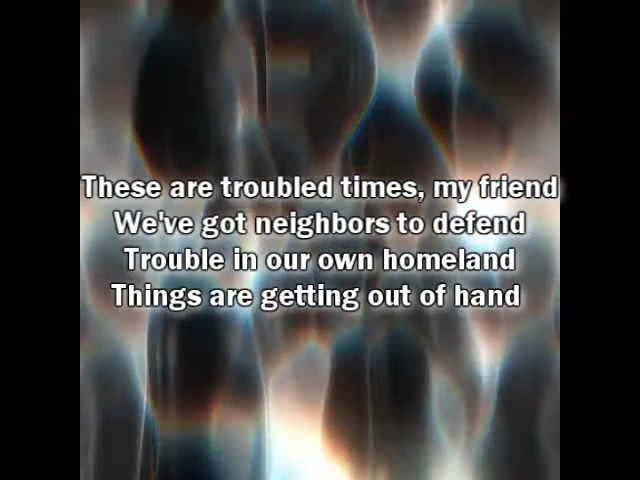 These are troubled times, my friend
We've got neighbors to defend
Trouble in our own homeland
Things are getting out of hand